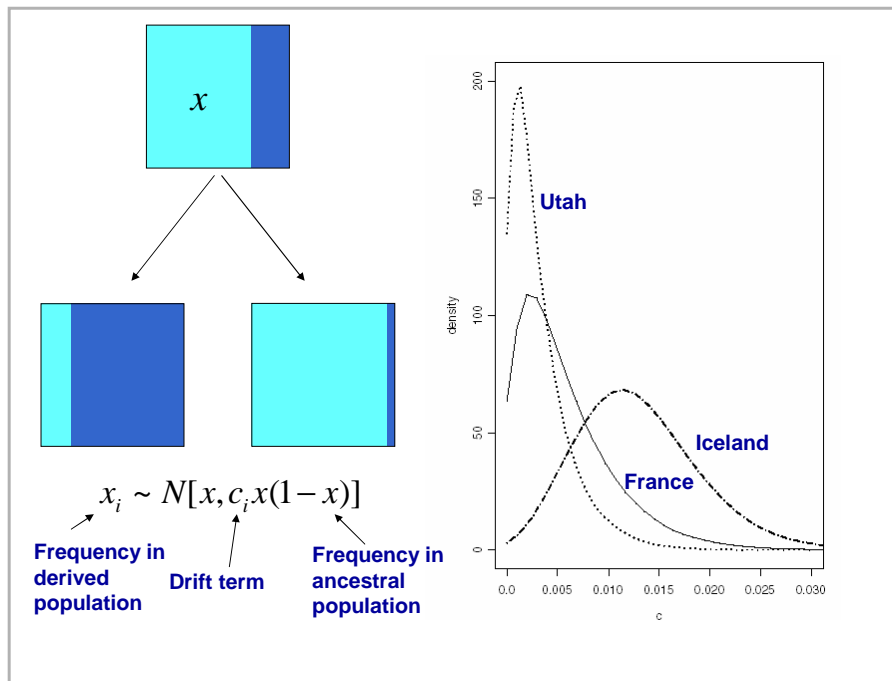 x
x_i ~ N[x, c_i x(1 − x)]
Frequency in
derived
population
Drift term
Frequency in
ancestral
population
200
150
100
50
0
density
Utah
Iceland
France
0.0 0.005 0.010 0.015 0.020 0.025 0.030
c